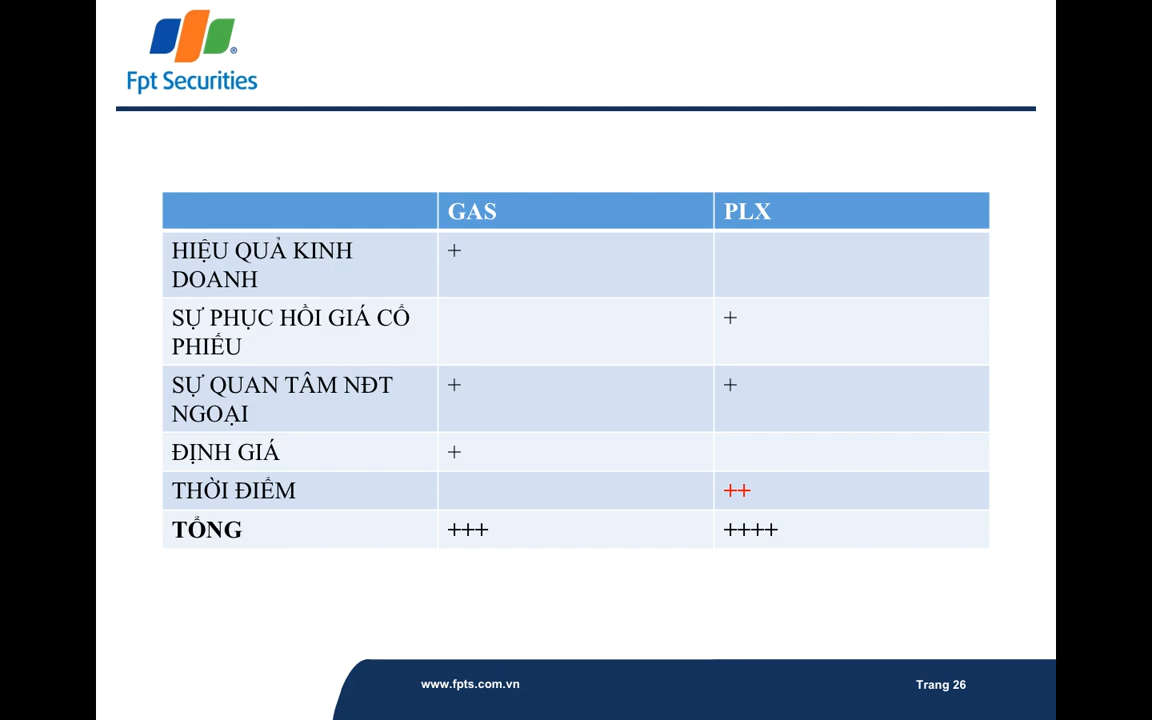 Fpt Securities
GAS PLX
HIỆU QUẢ KINH +
DOANH
SỰ PHỤC HỒI GIÁ CỔ +
PHIẾU
SỰ QUAN TÂM NĐT + +
NGOẠI
ĐỊNH GIÁ +
THỜI ĐIỂM ++
TỔNG +++ ++++
www.fpts.com.vn Trang 26